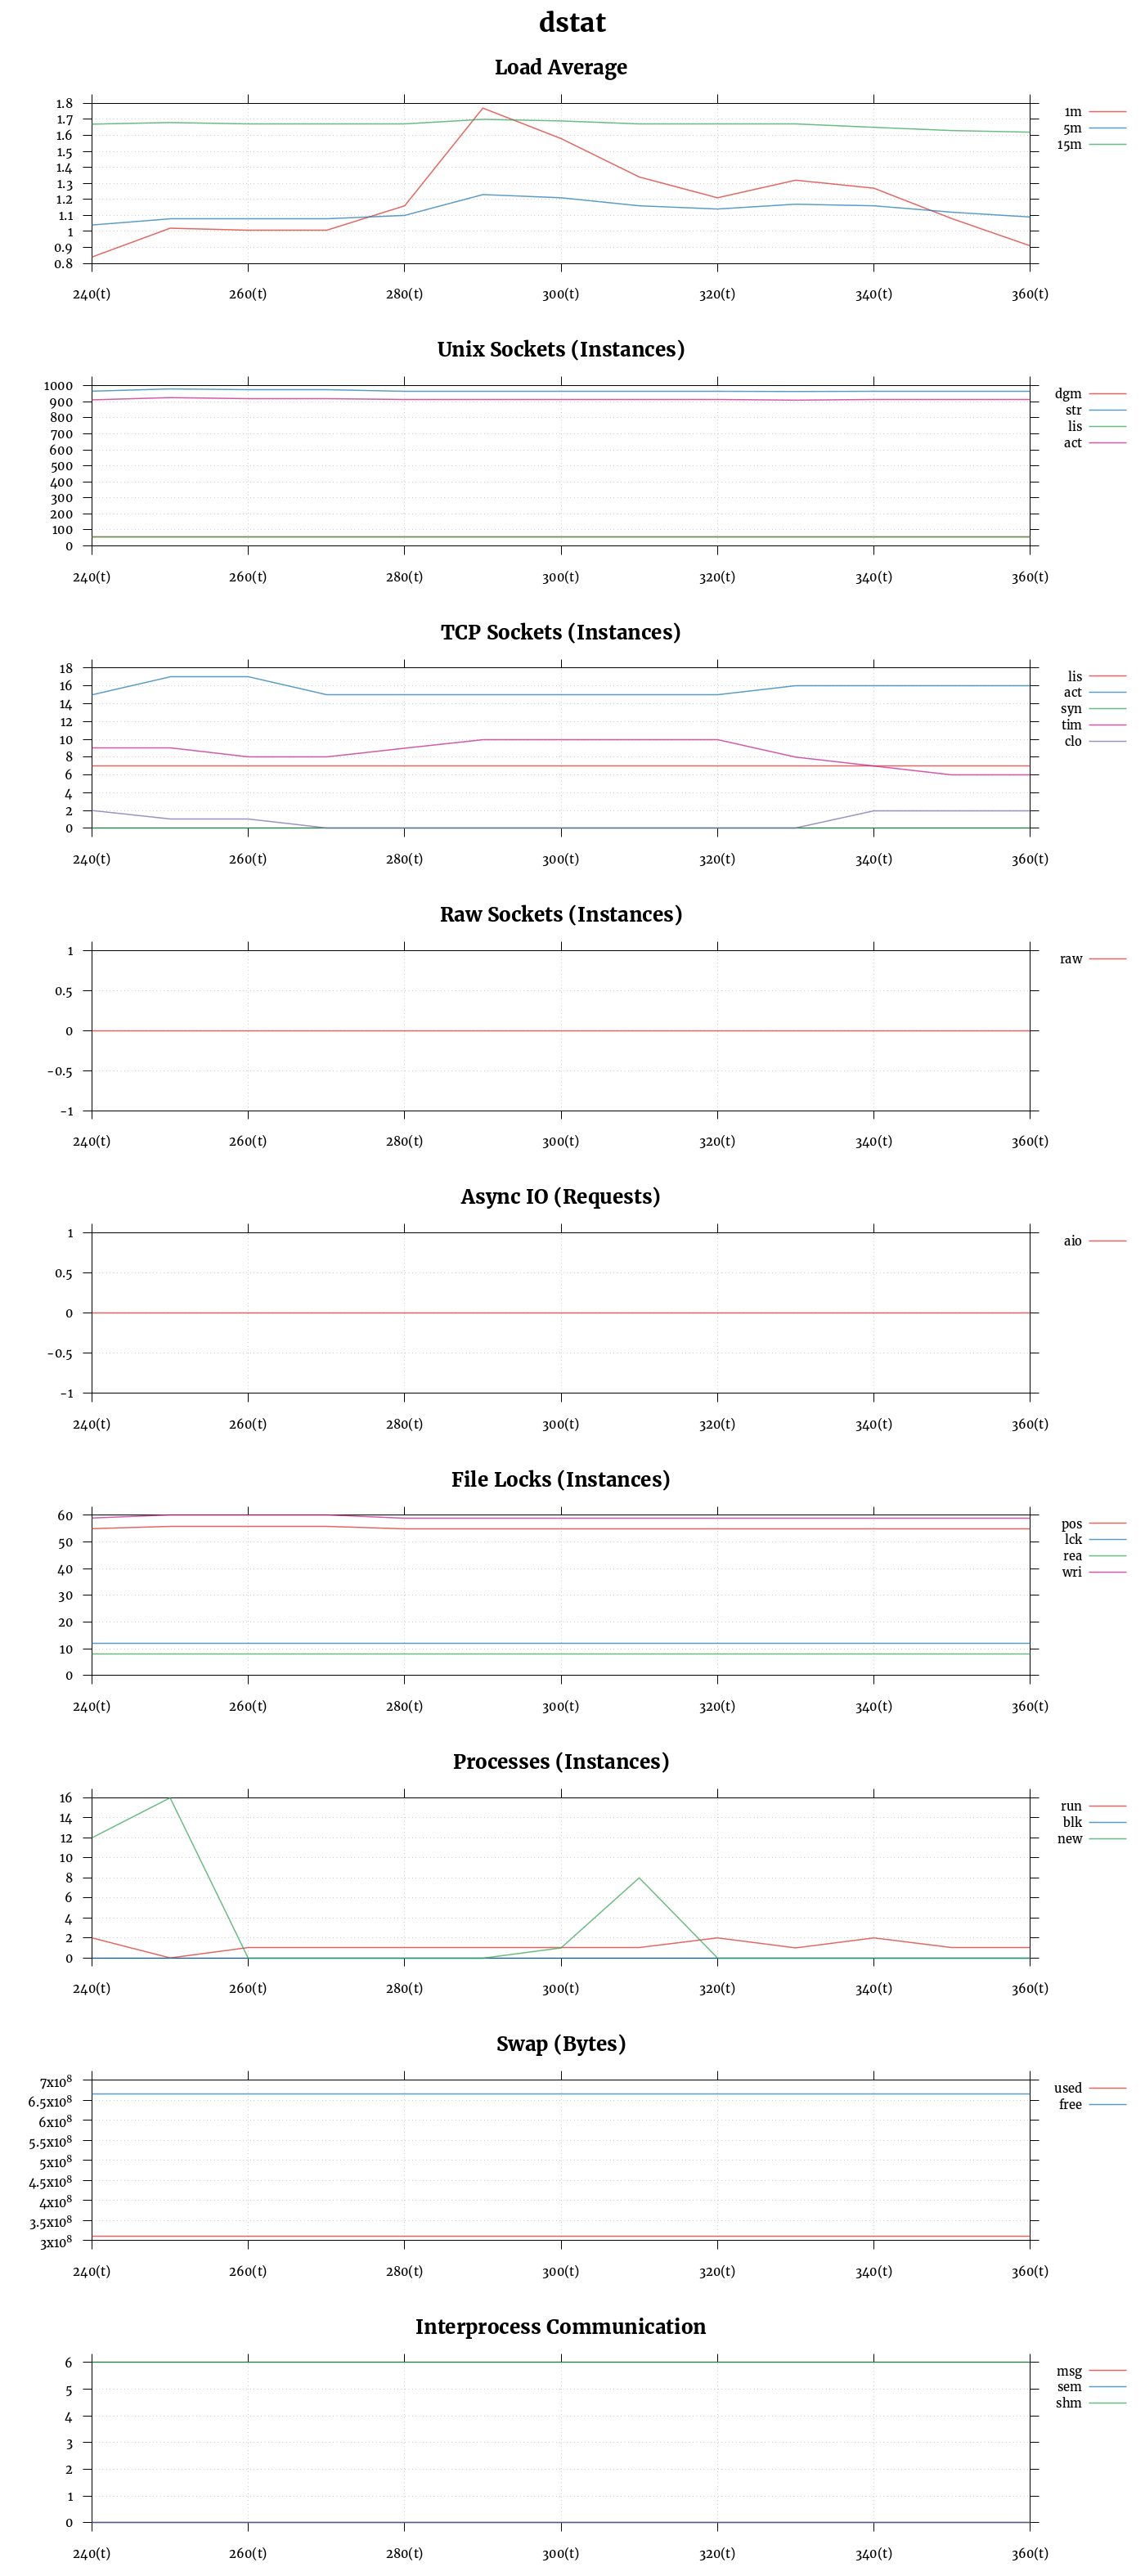 dstat
Load Average
1.8
1.7
1.6
1.5
1.4
1.3
1.2
1.1
1
0.9
0.8
240(t) 260(t) 280(t) 300(t) 320(t) 340(t) 360(t)
1m
5m
15m
Unix Sockets (Instances)
1000
900
800
700
600
500
400
300
200
100
0
240(t) 260(t) 280(t) 300(t) 320(t) 340(t) 360(t)
dgm
str
lis
act
TCP Sockets (Instances)
18
16
14
12
10
8
6
4
2
0
240(t) 260(t) 280(t) 300(t) 320(t) 340(t) 360(t)
lis
act
syn
tim
clo
Raw Sockets (Instances)
1
0.5
0
-0.5
-1
240(t) 260(t) 280(t) 300(t) 320(t) 340(t) 360(t)
raw
Async IO (Requests)
1
0.5
0
-0.5
-1
240(t) 260(t) 280(t) 300(t) 320(t) 340(t) 360(t)
aio
File Locks (Instances)
60
50
40
30
20
10
0
240(t) 260(t) 280(t) 300(t) 320(t) 340(t) 360(t)
pos
lck
rea
wri
Processes (Instances)
16
14
12
10
8
6
4
2
0
240(t) 260(t) 280(t) 300(t) 320(t) 340(t) 360(t)
run
blk
new
Swap (Bytes)
7x10⁸
6.5x10⁸
6x10⁸
5.5x10⁸
5x10⁸
4.5x10⁸
4x10⁸
3.5x10⁸
3x10⁸
240(t) 260(t) 280(t) 300(t) 320(t) 340(t) 360(t)
used
free
Interprocess Communication
6
5
4
3
2
1
0
240(t) 260(t) 280(t) 300(t) 320(t) 340(t) 360(t)
msg
sem
shm